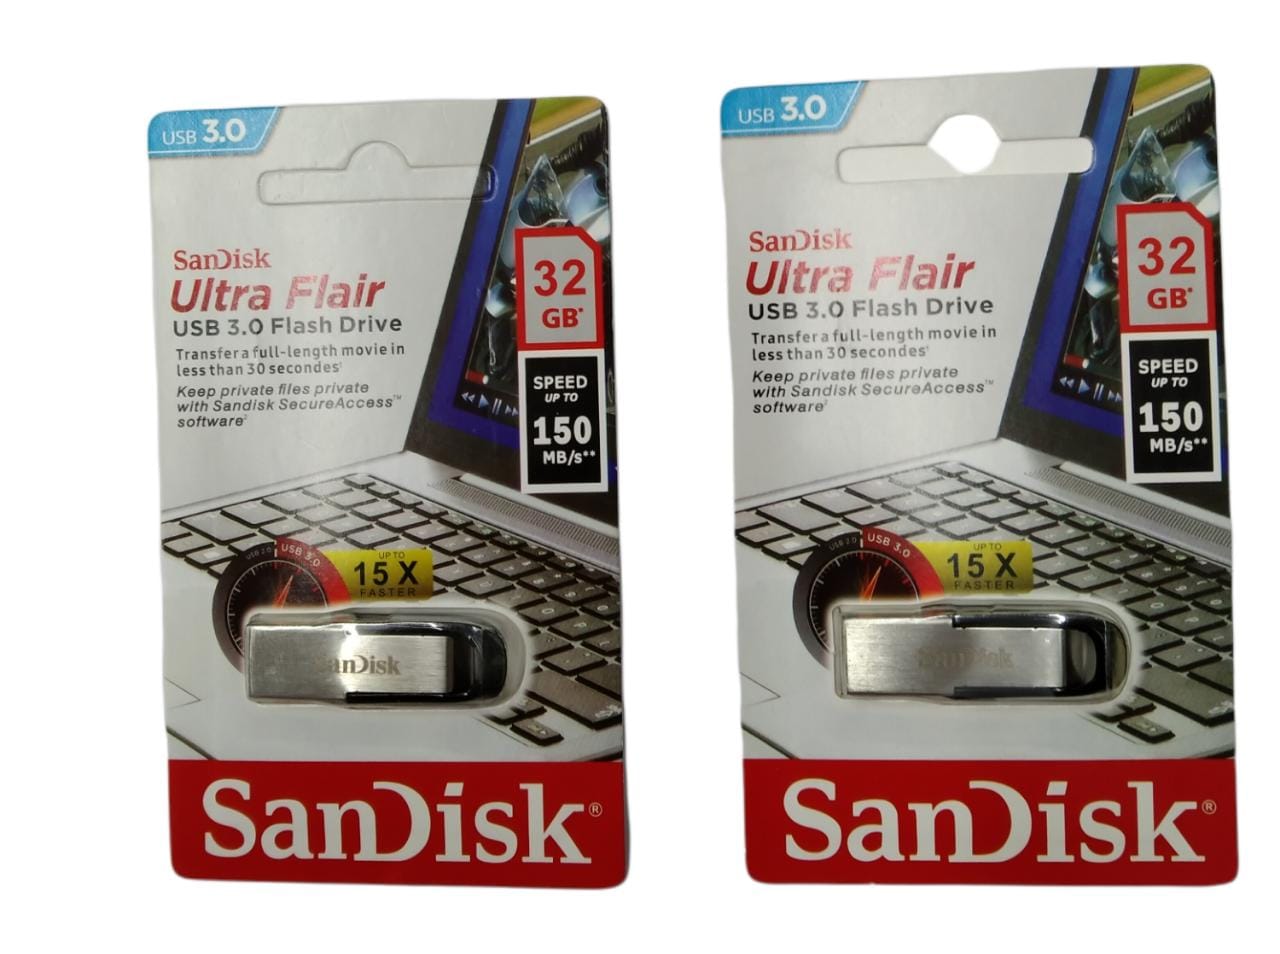 USB 3.0
SanDisk
Ultra Flair
USB 3.0 Flash Drive
Transfer a full-length movie in
less than 30 secondes¹
Keep private files private
with Sandisk SecureAccess™
software²
32
GB*
SPEED
UP TO
150
MB/s**
USB 2.0 USB 3.0
UP TO
15 X
FASTER
SanDisk
SanDisk®
USB 3.0
SanDisk
Ultra Flair
USB 3.0 Flash Drive
Transfer a full-length movie in
less than 30 secondes¹
Keep private files private
with Sandisk SecureAccess™
software²
32
GB*
SPEED
UP TO
150
MB/s**
USB 2.0 USB 3.0
UP TO
15 X
FASTER
SanDisk
SanDisk®